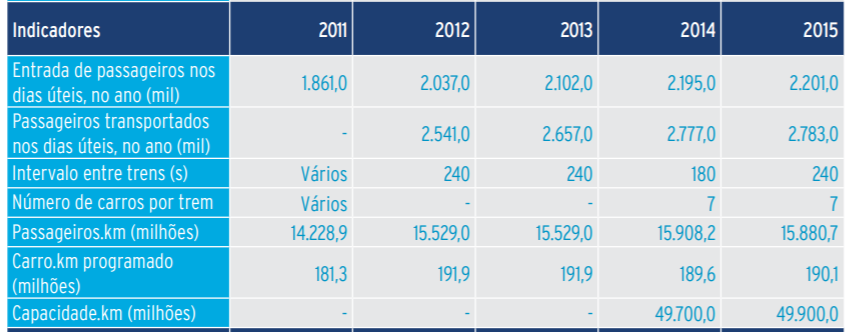 Indicadores 2011 2012 2013 2014 2015
Entrada de passageiros nos
dias úteis, no ano (mil) 1.861,0 2.037,0 2.102,0 2.195,0 2.201,0
Passageiros transportados
nos dias úteis, no ano (mil) - 2.541,0 2.657,0 2.777,0 2.783,0
Intervalo entre trens (s) Vários 240 240 180 240
Número de carros por trem Vários - - 7 7
Passageiros.km (milhões) 14.228,9 15.529,0 15.529,0 15.908,2 15.880,7
Carro.km programado
(milhões) 181,3 191,9 191,9 189,6 190,1
Capacidade.km (milhões) - - - 49.700,0 49.900,0